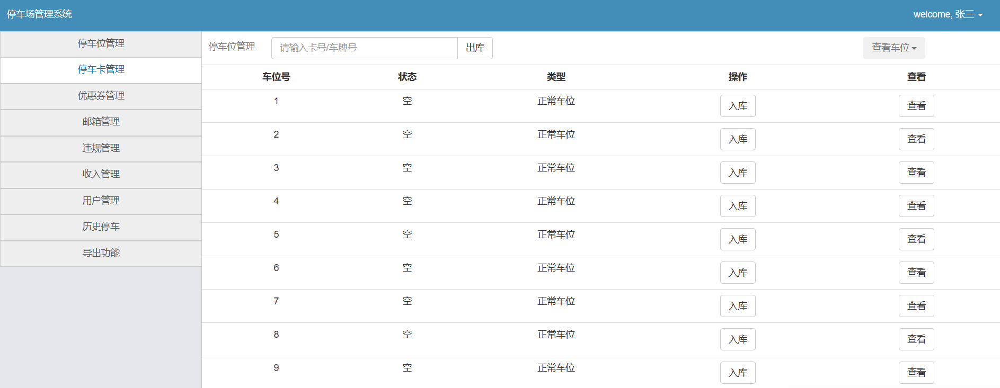 停车场管理系统 welcome, 张三
停车位管理
停车卡管理
优惠券管理
邮箱管理
违规管理
收入管理
用户管理
历史停车
导出功能
停车位管理 请输入卡号/车牌号 出库 查看车位
车位号 状态 类型 操作 查看
1 空 正常车位 入库 查看
2 空 正常车位 入库 查看
3 空 正常车位 入库 查看
4 空 正常车位 入库 查看
5 空 正常车位 入库 查看
6 空 正常车位 入库 查看
7 空 正常车位 入库 查看
8 空 正常车位 入库 查看
9 空 正常车位 入库 查看